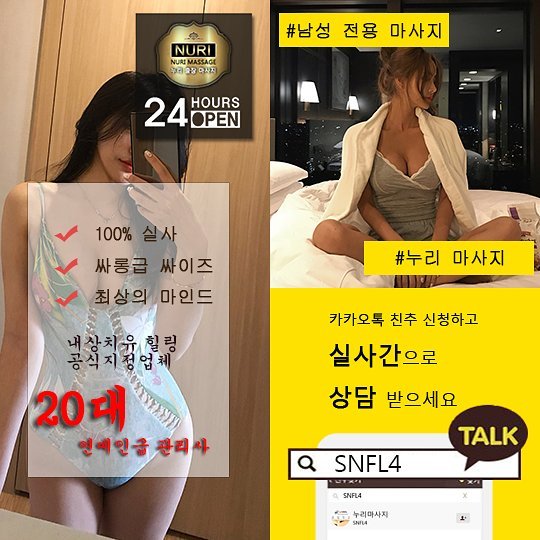 NURI
NURI MASSAGE
누리 출장 마사지
24 HOURS
OPEN
100% 실사
싸롱급 싸이즈
최상의 마인드
내상치유 힐링
공식지정업체
20대
연예인급 관리사
#남성 전용 마사지
#누리 마사지
카카오톡 친추 신청하고
실사간으로
상담 받으세요
TALK
SNFL4
SNFL4 X
누리마사지
SNFL4